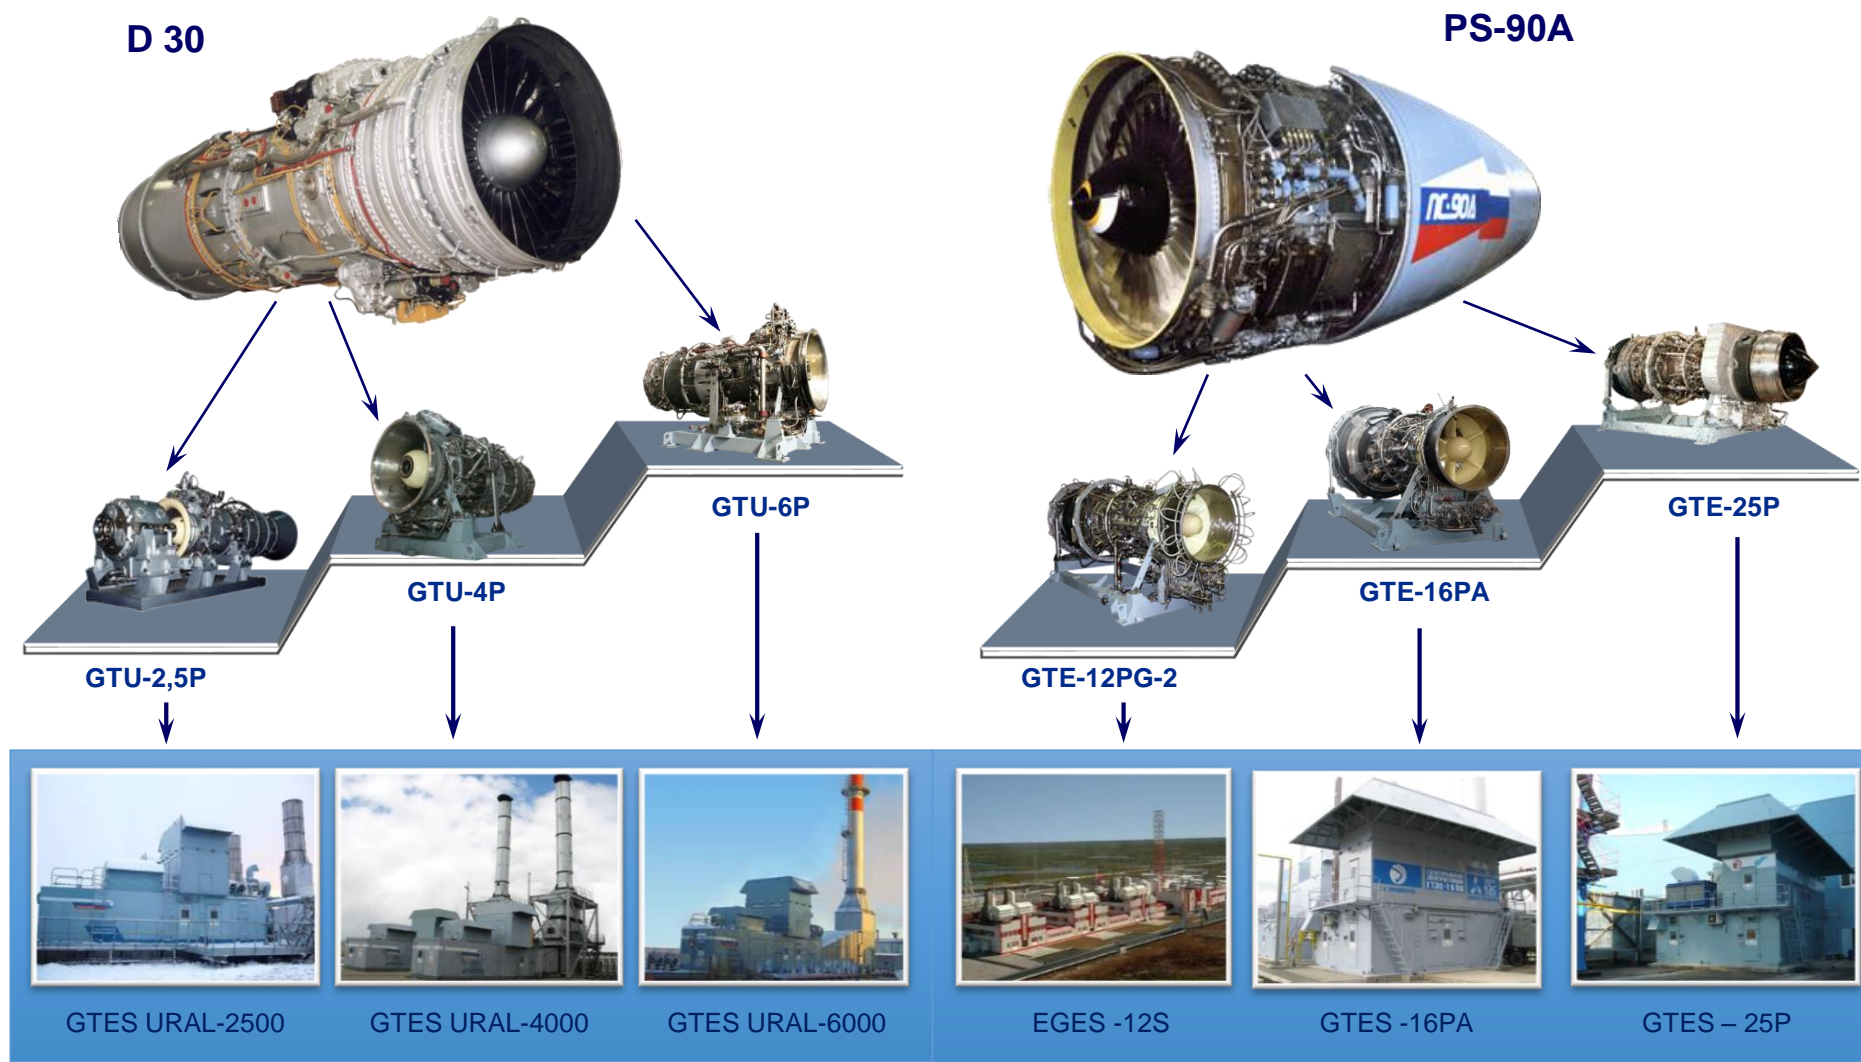 D 30
PS-90A
ПС-90А
GTU-6P
GTE-25P
GTU-4P
GTE-16PA
GTU-2,5P
GTE-12PG-2
GTES URAL-2500
GTES URAL-4000
GTES URAL-6000
EGES -12S
GTES -16PA
GTES – 25P